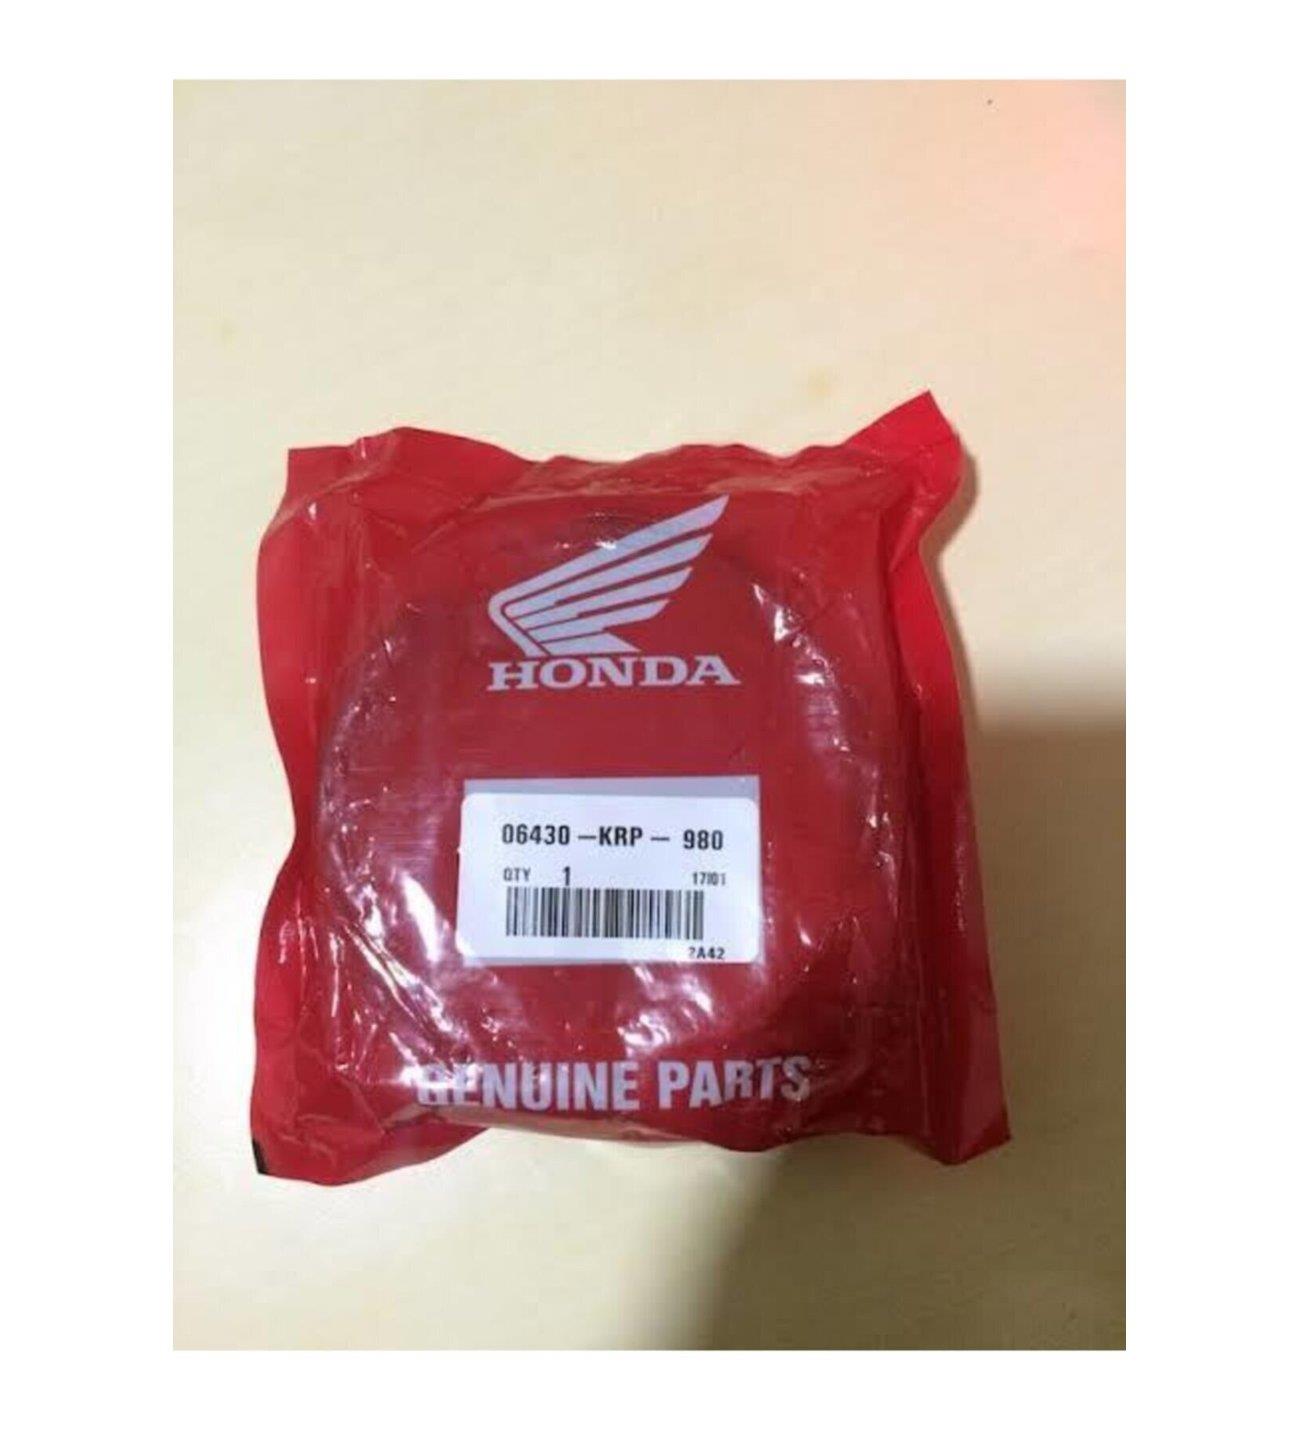 HONDA
06430-KRP-980
QTY 1 17I01
2A42
GENUINE PARTS